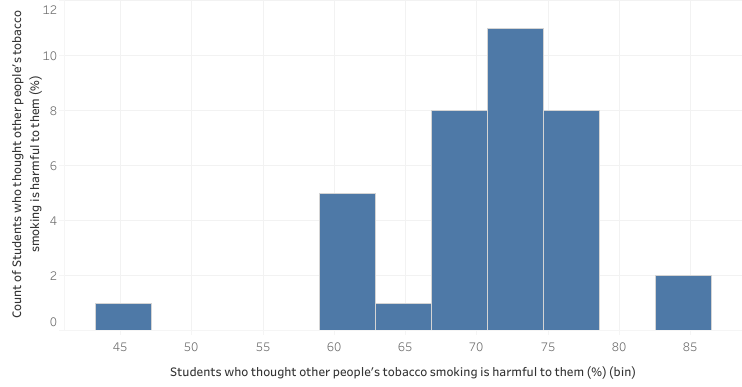 Count of Students who thought other people's tobacco
smoking is harmful to them (%)
12
10
8
6
4
2
0
45 50 55 60 65 70 75 80 85
Students who thought other people's tobacco smoking is harmful to them (%) (bin)